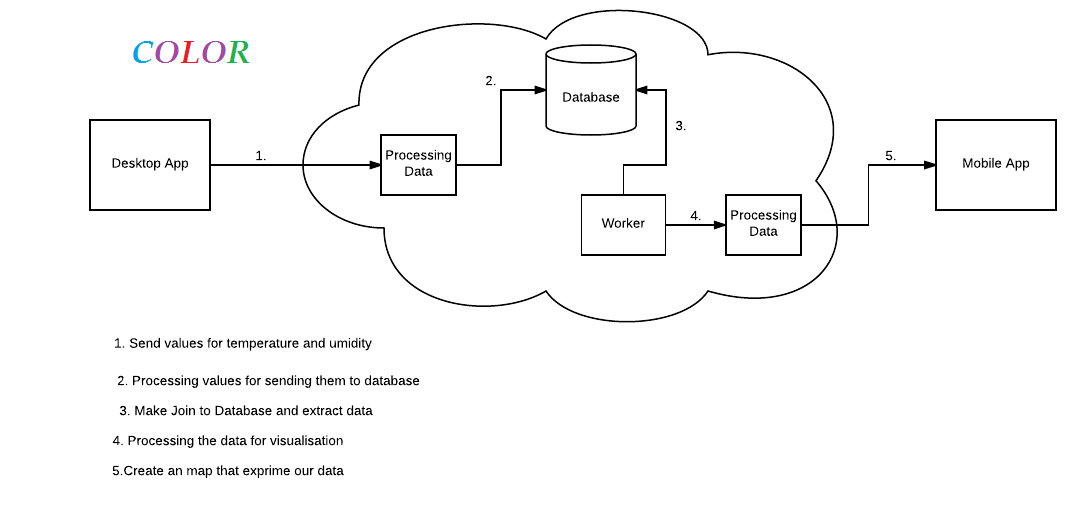 COLOR
Desktop App
1.
Processing
Data
2.
Database
3.
Worker
4.
Processing
Data
5.
Mobile App
1. Send values for temperature and umidity
2. Processing values for sending them to database
3. Make Join to Database and extract data
4. Processing the data for visualisation
5.Create an map that exprime our data